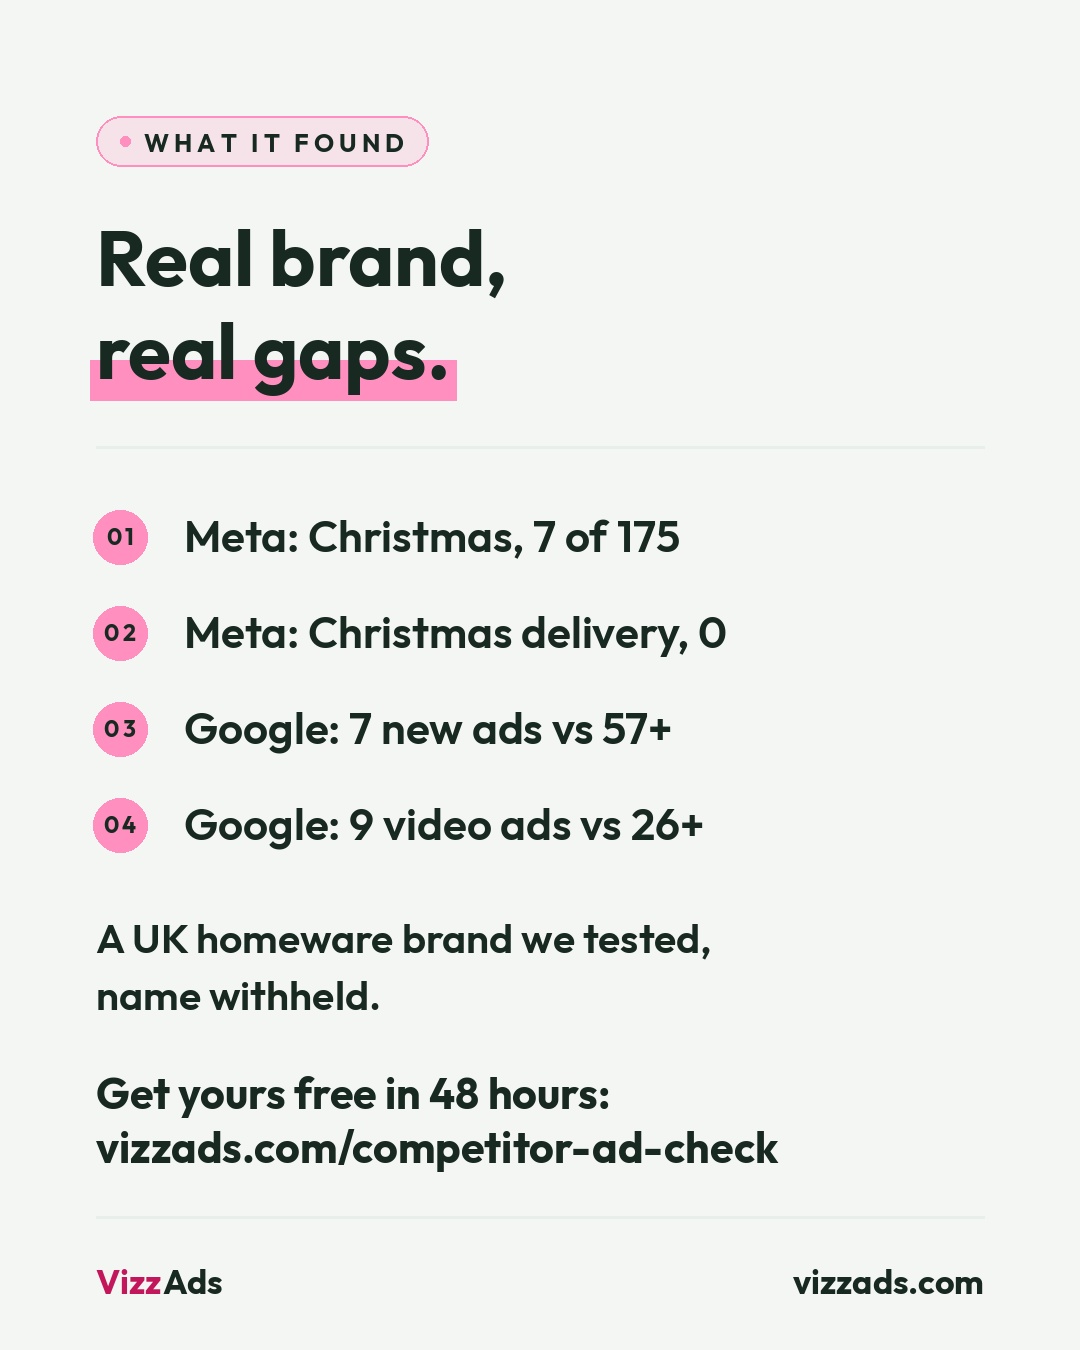 WHAT IT FOUND
Real brand,
real gaps.
01 Meta: Christmas, 7 of 175
02 Meta: Christmas delivery, 0
03 Google: 7 new ads vs 57+
04 Google: 9 video ads vs 26+
A UK homeware brand we tested,
name withheld.
Get yours free in 48 hours:
vizzads.com/competitor-ad-check
VizzAds vizzads.com